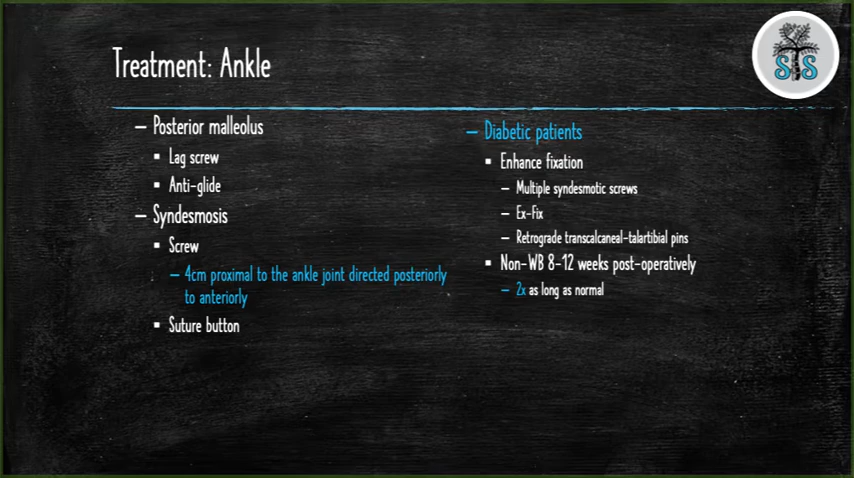 Treatment: Ankle
– Posterior malleolus
▪ Lag screw
▪ Anti-glide
– Syndesmosis
▪ Screw
– 4cm proximal to the ankle joint directed posteriorly
to anteriorly
▪ Suture button
– Diabetic patients
▪ Enhance fixation
– Multiple syndesmotic screws
– Ex-Fix
– Retrograde transcalcaneal-talartibial pins
▪ Non-WB 8-12 weeks post-operatively
– 2x as long as normal
STS